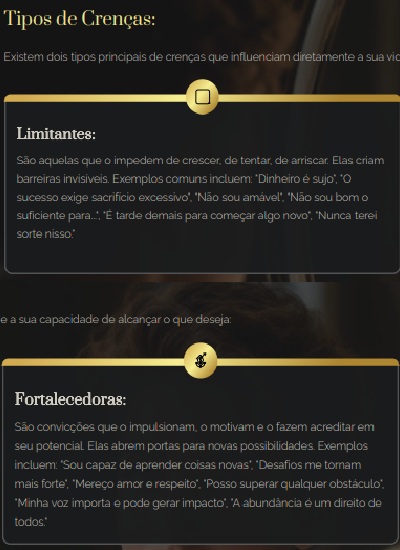 Tipos de Crenças:
Existem dois tipos principais de crenças que influenciam diretamente a sua vid
Limitantes:
São aquelas que o impedem de crescer, de tentar, de arriscar. Elas criam
barreiras invisíveis. Exemplos comuns incluem: "Dinheiro é sujo", "O
sucesso exige sacrifício excessivo", "Não sou amável", "Não sou bom o
suficiente para...", "É tarde demais para começar algo novo", "Nunca terei
sorte nisso."
e a sua capacidade de alcançar o que deseja:
Fortalecedoras:
São convicções que o impulsionam, o motivam e o fazem acreditar em
seu potencial. Elas abrem portas para novas possibilidades. Exemplos
incluem: "Sou capaz de aprender coisas novas", "Desafios me tornam
mais forte", "Mereço amor e respeito", "Posso superar qualquer obstáculo",
"Minha voz importa e pode gerar impacto", "A abundância é um direito de
todos."